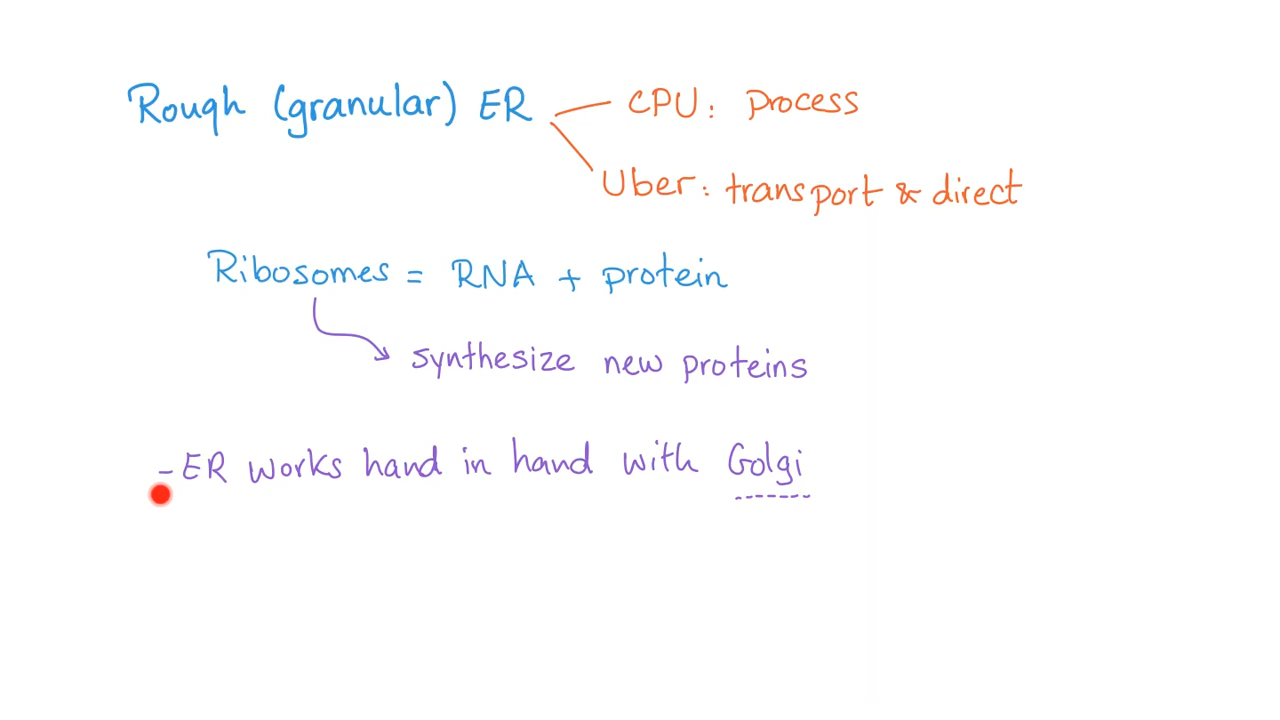 Rough (granular) ER
CPU: Process
Uber: transport & direct
Ribosomes = RNA + protein
synthesize new proteins
- ER works hand in hand with Golgi